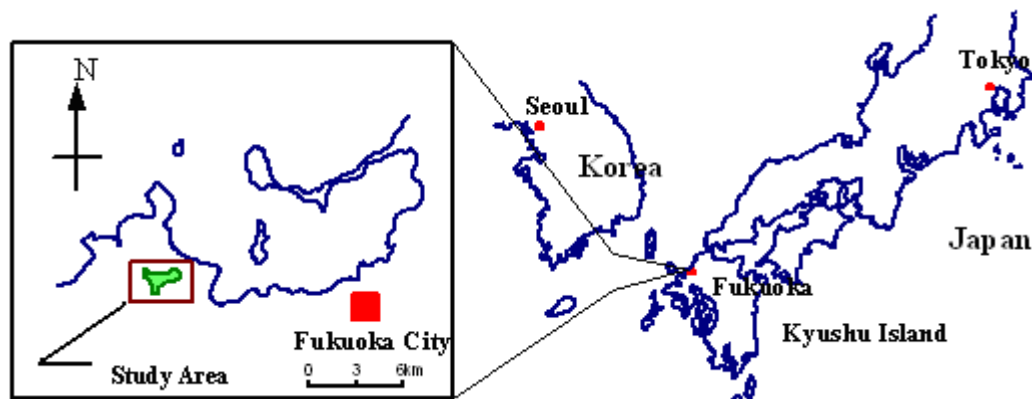 N
Fukuoka City
0 3 6km
Study Area
Seoul
Korea
Tokyo
Japan
Fukuoka
Kyushu Island